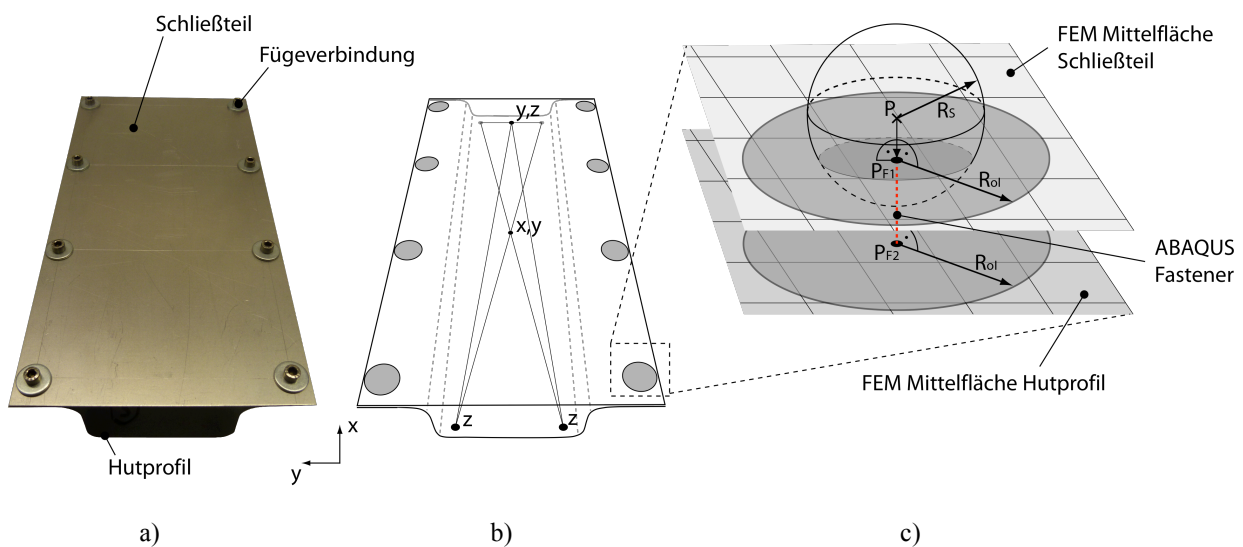 Schließteil
Fügeverbindung
Hutprofil
x
y
a)
y,z
x,y
z
z
b)
FEM Mittelfläche
Schließteil
P
RS
PF1
Rol
PF2
Rol
ABAQUS
Fastener
FEM Mittelfläche Hutprofil
c)